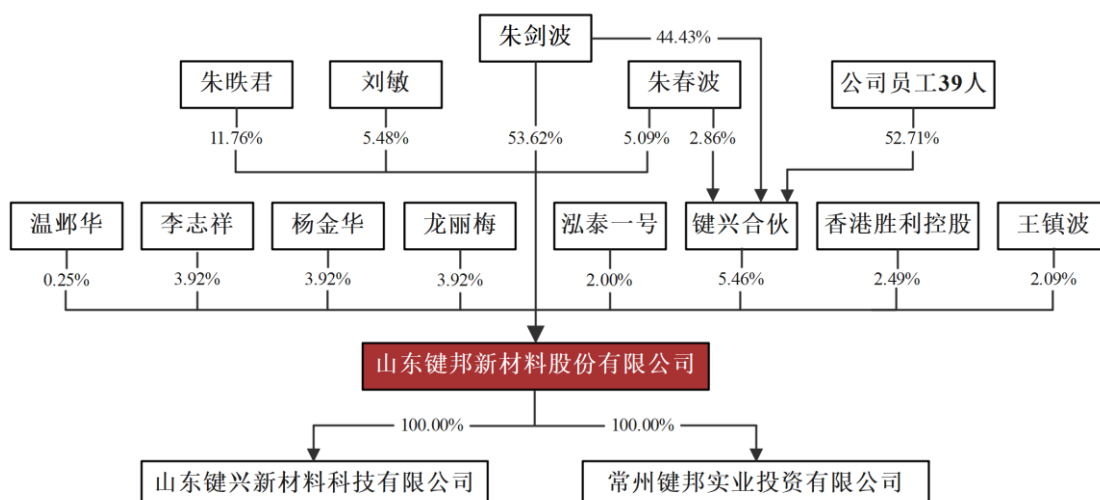 朱剑波
44.43%
朱昳君
刘敏
朱春波
公司员工39人
11.76%
5.48%
53.62%
5.09%
2.86%
52.71%
温邺华
李志祥
杨金华
龙丽梅
泓泰一号
键兴合伙
香港胜利控股
王镇波
0.25%
3.92%
3.92%
3.92%
2.00%
5.46%
2.49%
2.09%
山东键邦新材料股份有限公司
100.00%
100.00%
山东键兴新材料科技有限公司
常州键邦实业投资有限公司